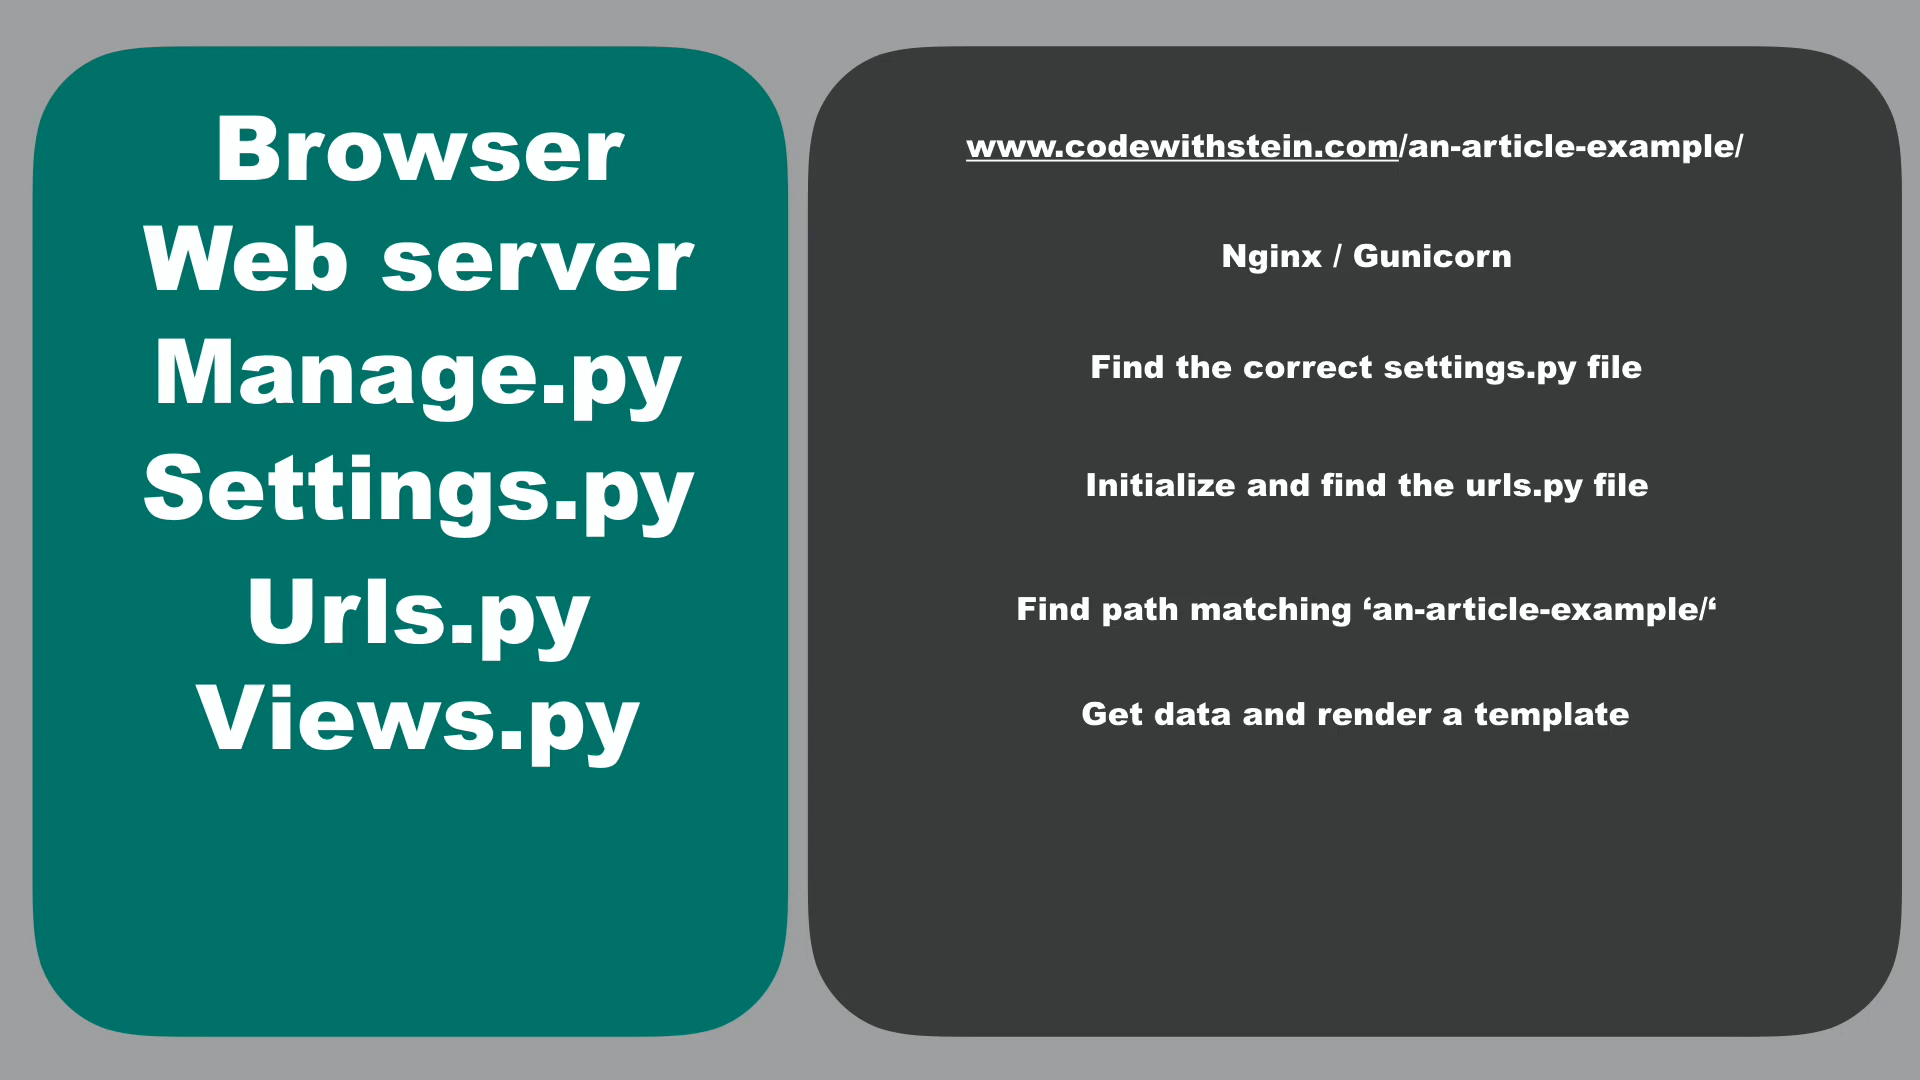 Browser
www.codewithstein.com/an-article-example/
Web server
Nginx / Gunicorn
Manage.py
Find the correct settings.py file
Settings.py
Initialize and find the urls.py file
Urls.py
Find path matching ‘an-article-example/‘
Views.py
Get data and render a template